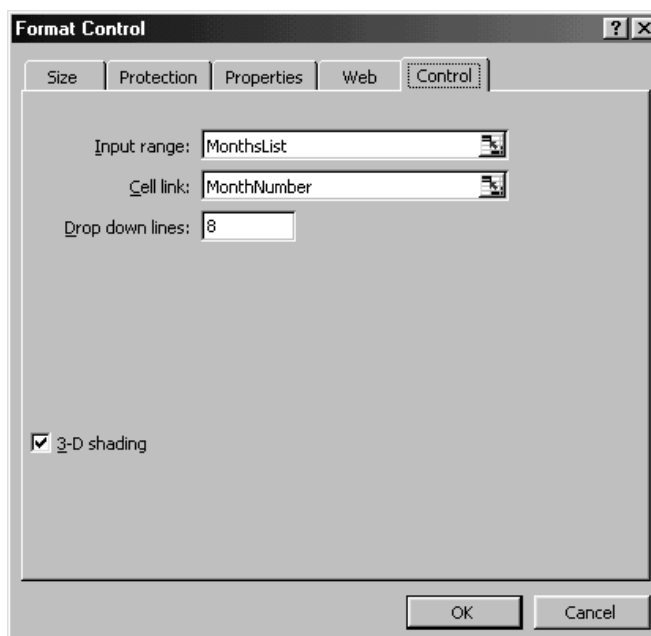 Format Control
Size Protection Properties Web Control
Input range: MonthsList
Cell link: MonthNumber
Drop down lines: 8
3-D shading
OK Cancel